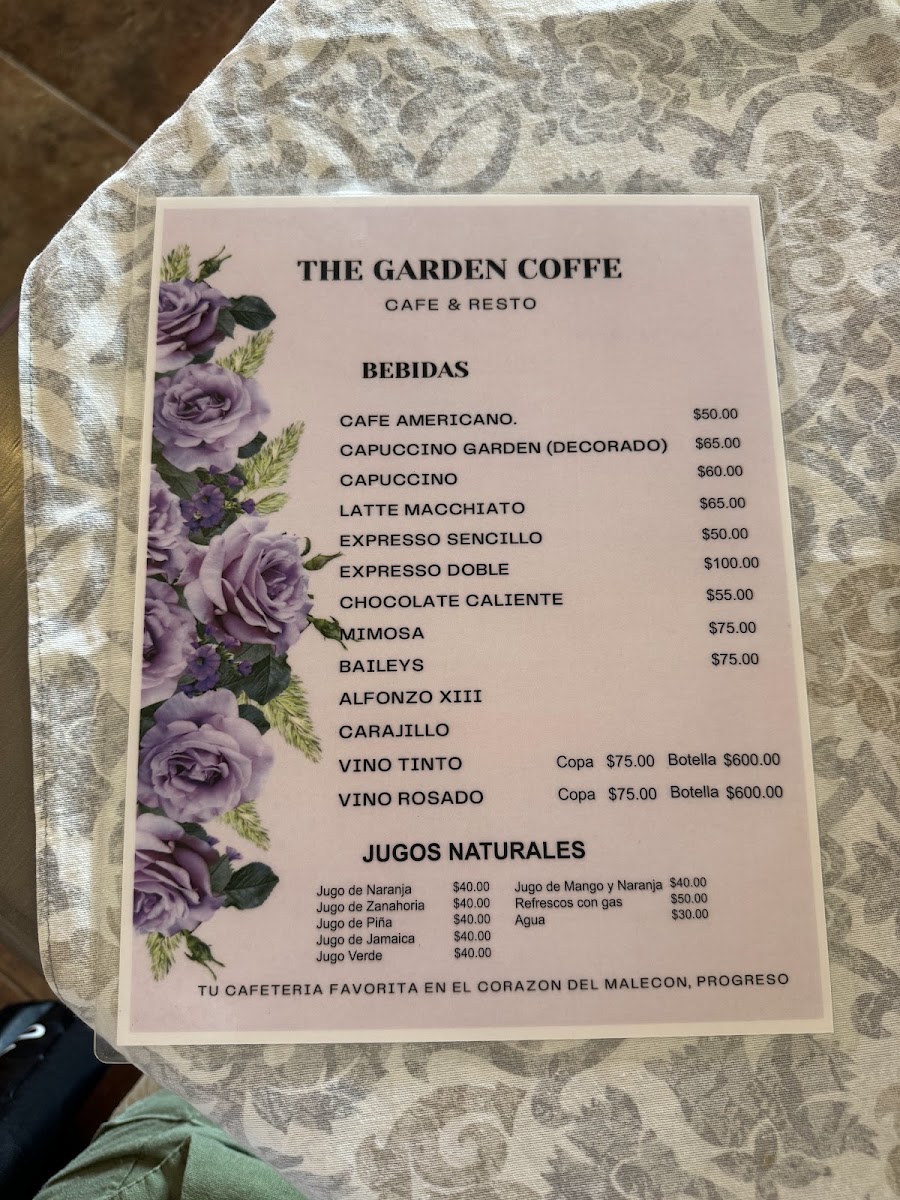 THE GARDEN COFFE
CAFE & RESTO
BEBIDAS
CAFE AMERICANO. $50.00
CAPUCCINO GARDEN (DECORADO) $65.00
CAPUCCINO $60.00
LATTE MACCHIATO $65.00
EXPRESSO SENCILLO $50.00
EXPRESSO DOBLE $100.00
CHOCOLATE CALIENTE $55.00
MIMOSA $75.00
BAILEYS $75.00
ALFONZO XIII
CARAJILLO
VINO TINTO Copa $75.00 Botella $600.00
VINO ROSADO Copa $75.00 Botella $600.00
JUGOS NATURALES
Jugo de Naranja $40.00 Jugo de Mango y Naranja $40.00
Jugo de Zanahoria $40.00 Refrescos con gas $50.00
Jugo de Piña $40.00 Agua $30.00
Jugo de Jamaica $40.00
Jugo Verde $40.00
TU CAFETERIA FAVORITA EN EL CORAZON DEL MALECON, PROGRESO